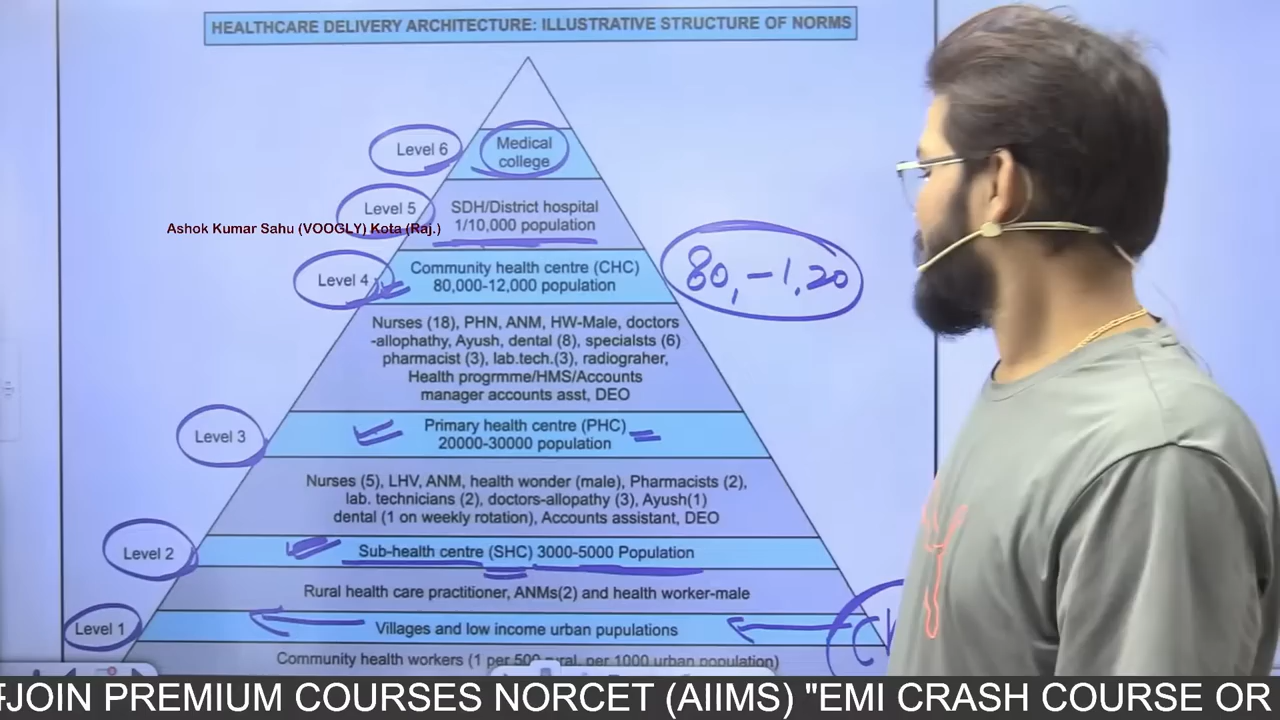 HEALTHCARE DELIVERY ARCHITECTURE: ILLUSTRATIVE STRUCTURE OF NORMS
Level 6
Medical
college
Level 5
SDH/District hospital
1/10,000 population
Ashok Kumar Sahu (VOOGLY) Kota (Raj.)
Level 4
Community health centre (CHC)
80,000-12,000 population
80, - 1,20
Nurses (18), PHN, ANM, HW-Male, doctors
-allophathy, Ayush, dental (8), specialsts (6)
pharmacist (3), lab.tech.(3), radiograher,
Health progrmme/HMS/Accounts
manager accounts asst, DEO
Level 3
Primary health centre (PHC)
20000-30000 population
Nurses (5), LHV, ANM, health wonder (male), Pharmacists (2),
lab. technicians (2), doctors-allopathy (3), Ayush(1)
dental (1 on weekly rotation), Accounts assistant, DEO
Level 2
Sub-health centre (SHC) 3000-5000 Population
Rural health care practitioner, ANMs(2) and health worker-male
Level 1
Villages and low income urban pupulations
Community health workers (1 per 500 rural, per 1000 urban population)
#JOIN PREMIUM COURSES NORCET (AIIMS) "EMI CRASH COURSE OR